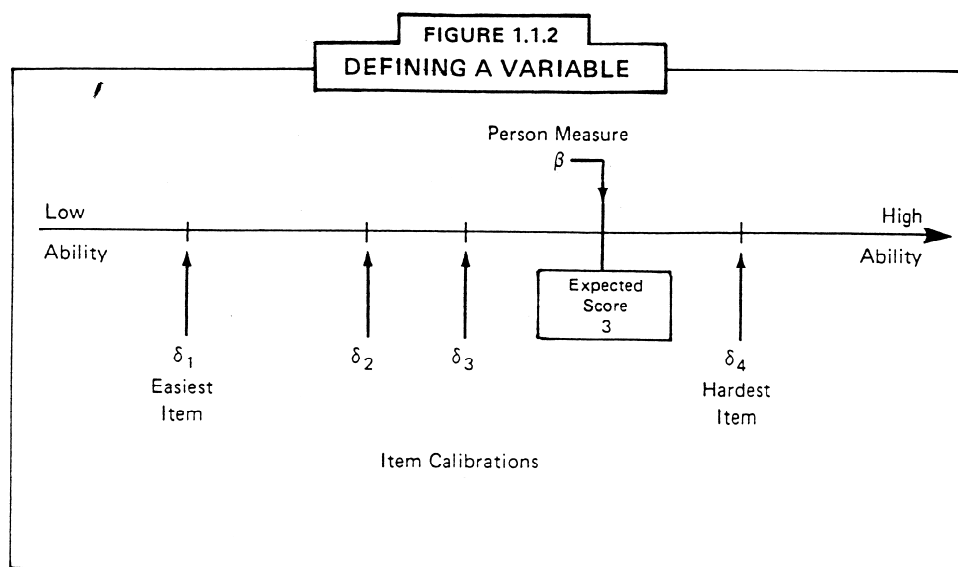 FIGURE 1.1.2
DEFINING A VARIABLE
Person Measure
β
Low
High
Ability
Ability
Expected
Score
3
δ1
δ2
δ3
δ4
Easiest
Hardest
Item
Item
Item Calibrations